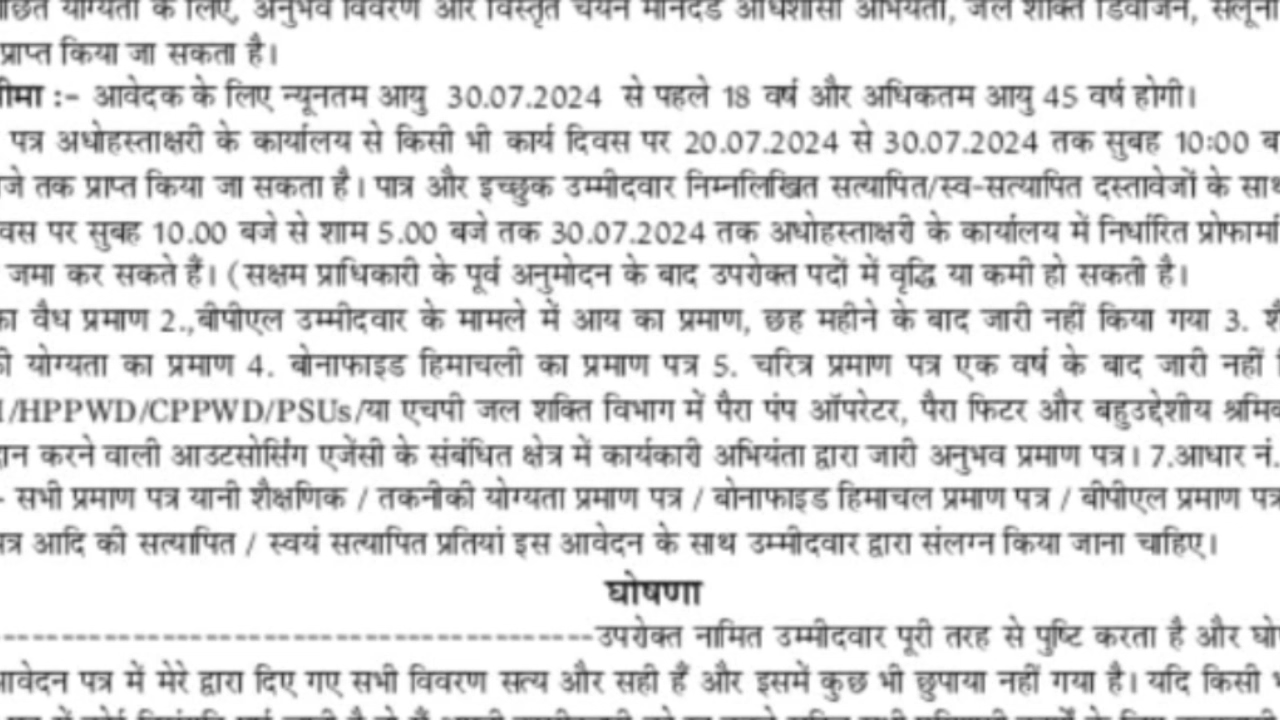 योग्यता के लिए, अनुभव विवरण और विस्तृत चयन मानदंड अधिशासी अभियंता, जल शक्ति डिवीजन,
प्राप्त किया जा सकता है।
:- आवेदक के लिए न्यूनतम आयु 30.07.2024 से पहले 18 वर्ष और अधिकतम आयु 45 वर्ष होगी।
पत्र अधोहस्ताक्षरी के कार्यालय से किसी भी कार्य दिवस पर 20.07.2024 से 30.07.2024 तक सुबह 10:00
तक प्राप्त किया जा सकता है। पात्र और इच्छुक उम्मीदवार निम्नलिखित सत्यापित/स्व-सत्यापित दस्तावेजों के
पर सुबह 10.00 बजे से शाम 5.00 बजे तक 30.07.2024 तक अधोहस्ताक्षरी के कार्यालय में निर्धारित प्रोफार्मा
जमा कर सकते हैं। (सक्षम प्राधिकारी के पूर्व अनुमोदन के बाद उपरोक्त पदों में वृद्धि या कमी हो सकती है।
का वैध प्रमाण 2.,बीपीएल उम्मीदवार के मामले में आय का प्रमाण, छह महीने के बाद जारी नहीं किया गया 3.
की योग्यता का प्रमाण 4. बोनाफाइड हिमाचली का प्रमाण पत्र 5. चरित्र प्रमाण पत्र एक वर्ष के बाद जारी नहीं
/HPPWD/CPPWD/PSUs/या एचपी जल शक्ति विभाग में पैरा पंप ऑपरेटर, पैरा फिटर और बहुउद्देशीय
करने वाली आउटसोर्सिंग एजेंसी के संबंधित क्षेत्र में कार्यकारी अभियंता द्वारा जारी अनुभव प्रमाण पत्र। 7.आधार नं.
- सभी प्रमाण पत्र यानी शैक्षणिक / तकनीकी योग्यता प्रमाण पत्र / बोनाफाइड हिमाचल प्रमाण पत्र / बीपीएल प्रमाण पत्र
आदि की सत्यापित / स्वयं सत्यापित प्रतियां इस आवेदन के साथ उम्मीदवार द्वारा संलग्न किया जाना चाहिए।
घोषणा
-----------------------------------------उपरोक्त नामित उम्मीदवार पूरी तरह से पुष्टि करता है और
आवेदन पत्र में मेरे द्वारा दिए गए सभी विवरण सत्य और सही हैं और इसमें कुछ भी छुपाया नहीं गया है। यदि किसी